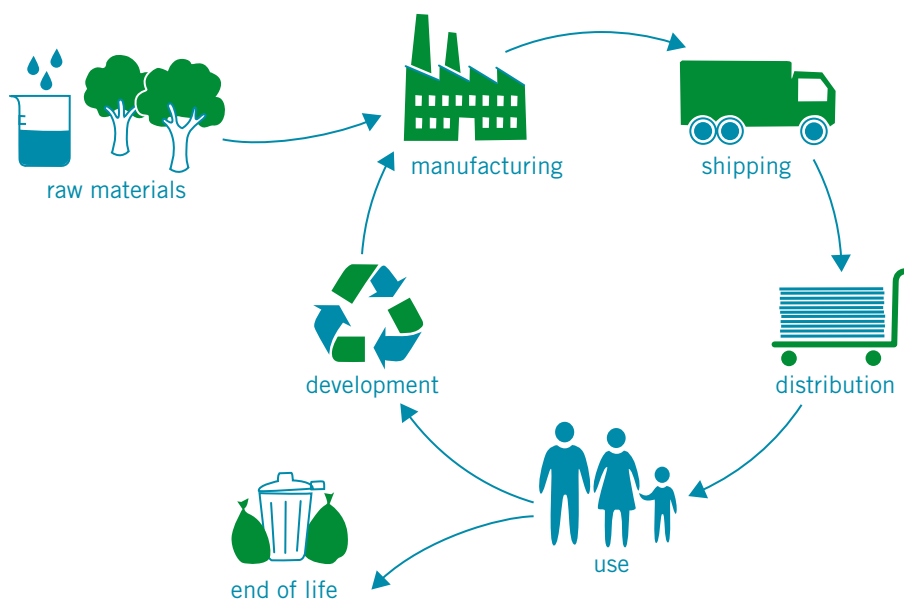 raw materials
manufacturing
shipping
development
distribution
use
end of life